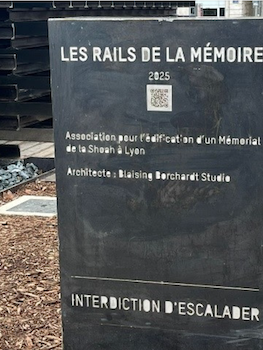 LES RAILS DE LA MÉMOIRE
2025
Association pour l'édification d'un Mémorial
de la Shoah à Lyon
Architecte : Blaising Borchardt Studio
INTERDICTION D'ESCALADER